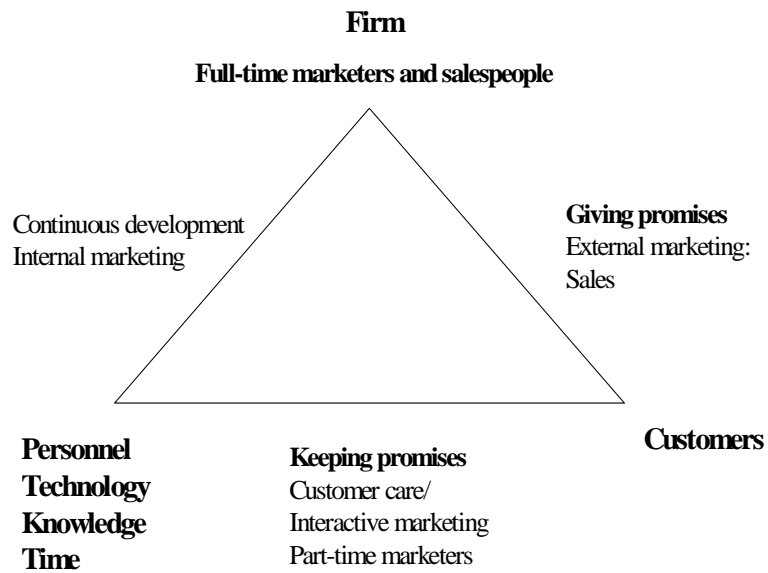 Firm
Full-time marketers and salespeople
Continuous development
Internal marketing
Giving promises
External marketing:
Sales
Personnel
Technology
Knowledge
Time
Keeping promises
Customer care/
Interactive marketing
Part-time marketers
Customers